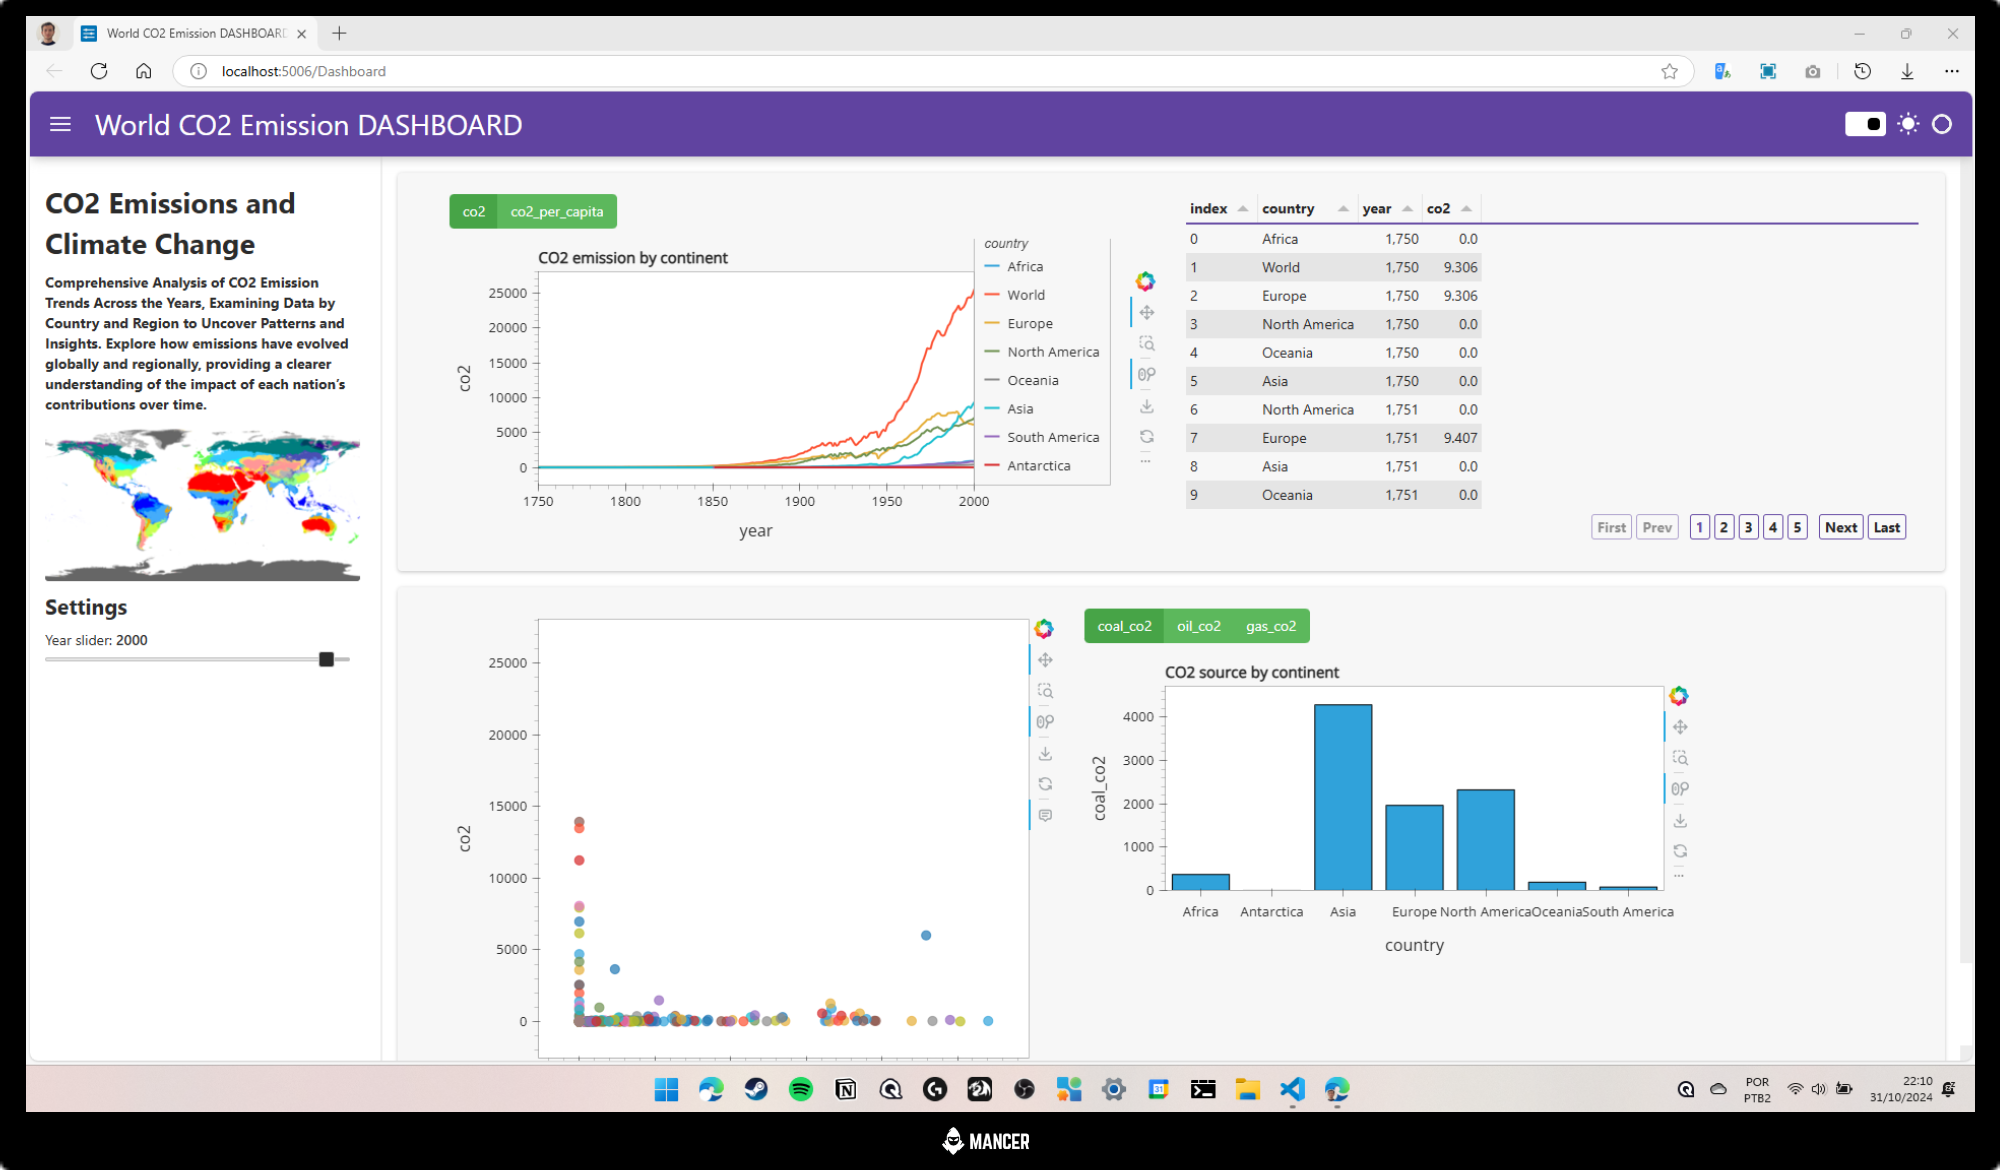 World CO2 Emission DASHBOARD
localhost:5006/Dashboard
World CO2 Emission DASHBOARD
CO2 Emissions and
Climate Change
Comprehensive Analysis of CO2 Emission
Trends Across the Years, Examining Data by
Country and Region to Uncover Patterns and
Insights. Explore how emissions have evolved
globally and regionally, providing a clearer
understanding of the impact of each nation's
contributions over time.
Settings
Year slider: 2000
co2 co2_per_capita
CO2 emission by continent
co2
25000
20000
15000
10000
5000
0
1750 1800 1850 1900 1950 2000
year
country
Africa
World
Europe
North America
Oceania
Asia
South America
Antarctica
index country year co2
0 Africa 1,750 0.0
1 World 1,750 9.306
2 Europe 1,750 9.306
3 North America 1,750 0.0
4 Oceania 1,750 0.0
5 Asia 1,750 0.0
6 North America 1,751 0.0
7 Europe 1,751 9.407
8 Asia 1,751 0.0
9 Oceania 1,751 0.0
First Prev 1 2 3 4 5 Next Last
co2
25000
20000
15000
10000
5000
0
coal_co2 oil_co2 gas_co2
CO2 source by continent
coal_co2
4000
3000
2000
1000
0
Africa Antarctica Asia Europe North America Oceania South America
country
POR
PTB2
22:10
31/10/2024
MANCER